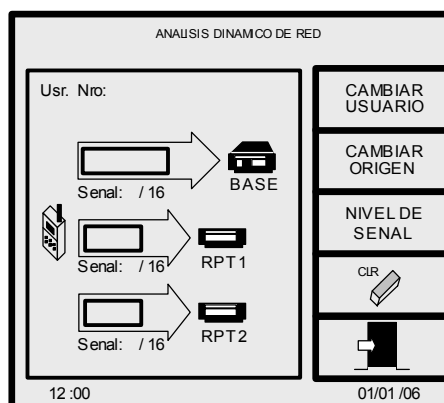 ANALISIS DINAMICO DE RED
Usr. Nro:
BASE
Senal: / 16
RPT1
Senal: / 16
RPT2
Senal: / 16
CAMBIAR
USUARIO
CAMBIAR
ORIGEN
NIVEL DE
SENAL
CLR
12 :00
01/01 /06